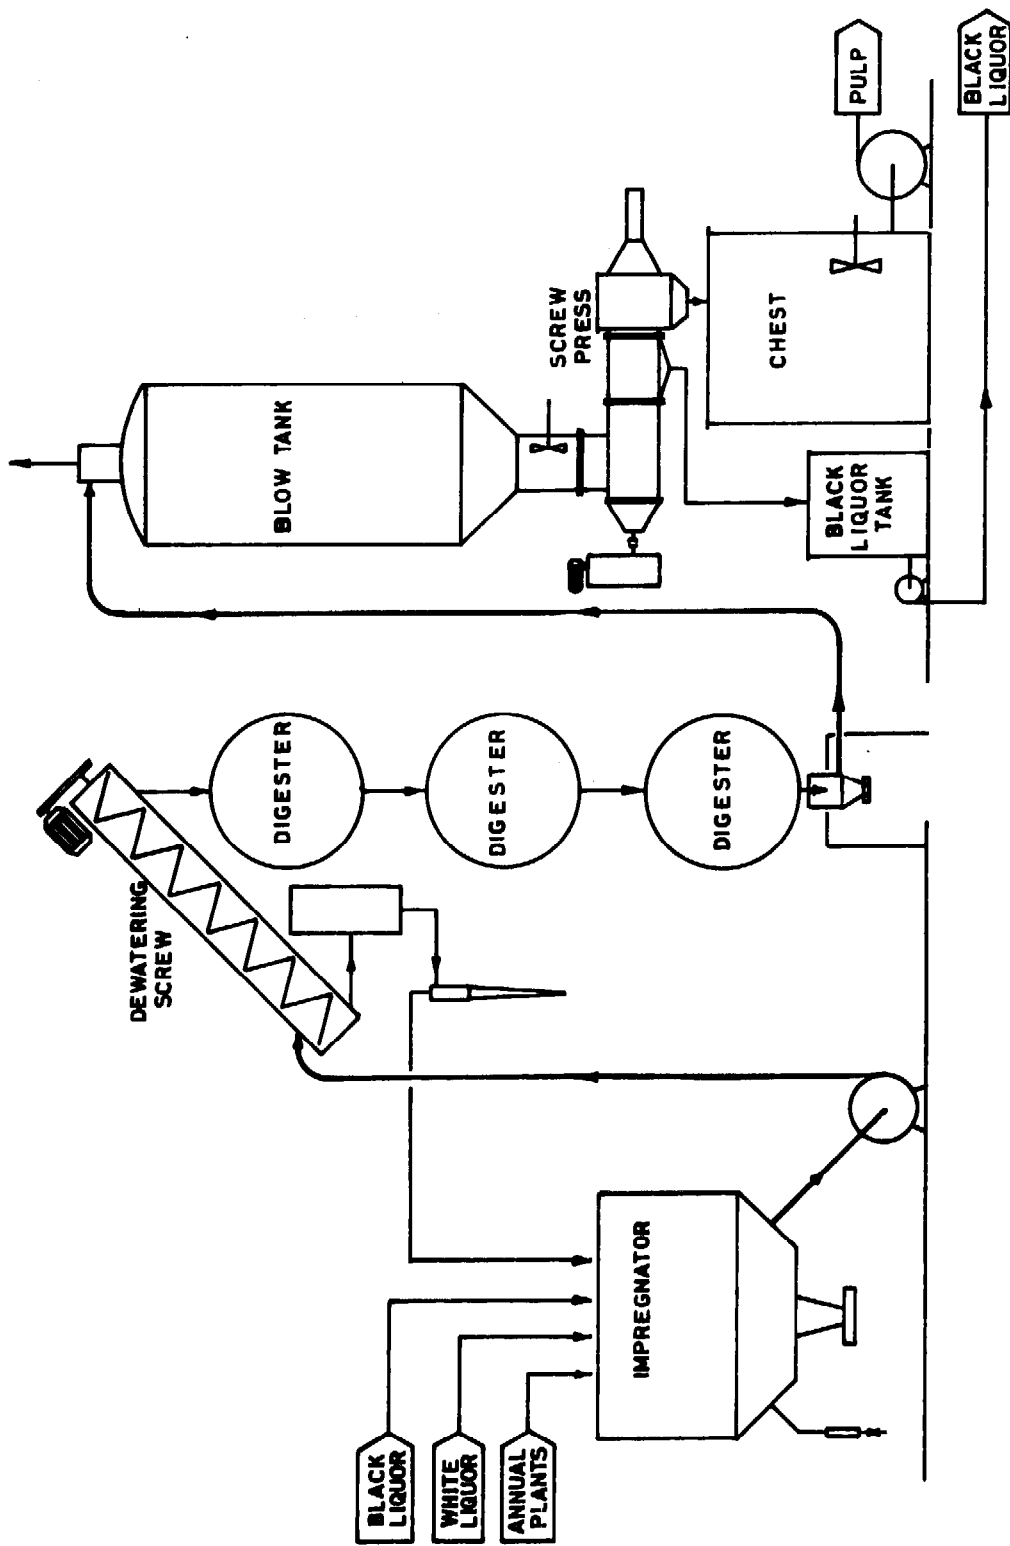 BLACK
LIQUOR
WHITE
LIQUOR
ANNUAL
PLANTS
IMPREGNATOR
DEWATERING
SCREW
DIGESTER
DIGESTER
DIGESTER
BLOW TANK
SCREW
PRESS
BLACK
LIQUOR
TANK
CHEST
PULP
BLACK
LIQUOR